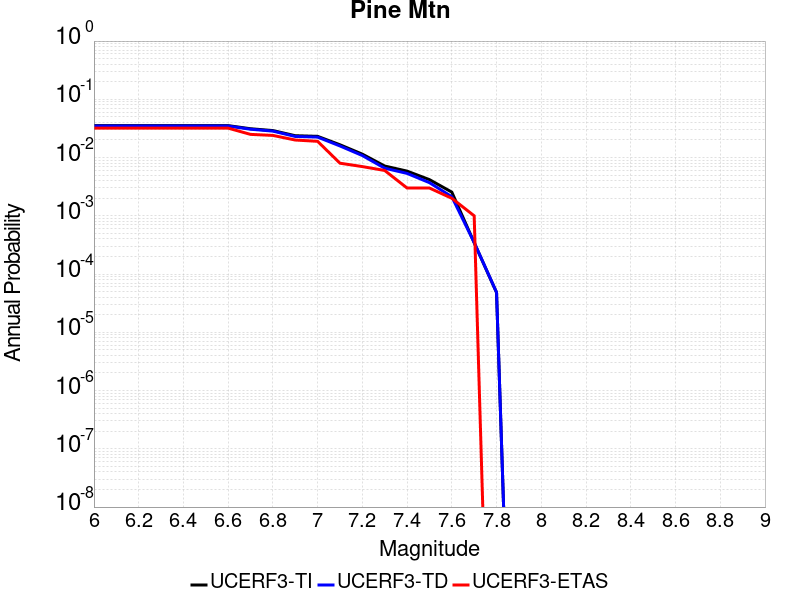 Pine Mtn
10^0
10^-1
10^-2
10^-3
10^-4
10^-5
10^-6
10^-7
10^-8
Annual Probability
6 6.2 6.4 6.6 6.8 7 7.2 7.4 7.6 7.8 8 8.2 8.4 8.6 8.8 9
Magnitude
UCERF3-TI UCERF3-TD UCERF3-ETAS